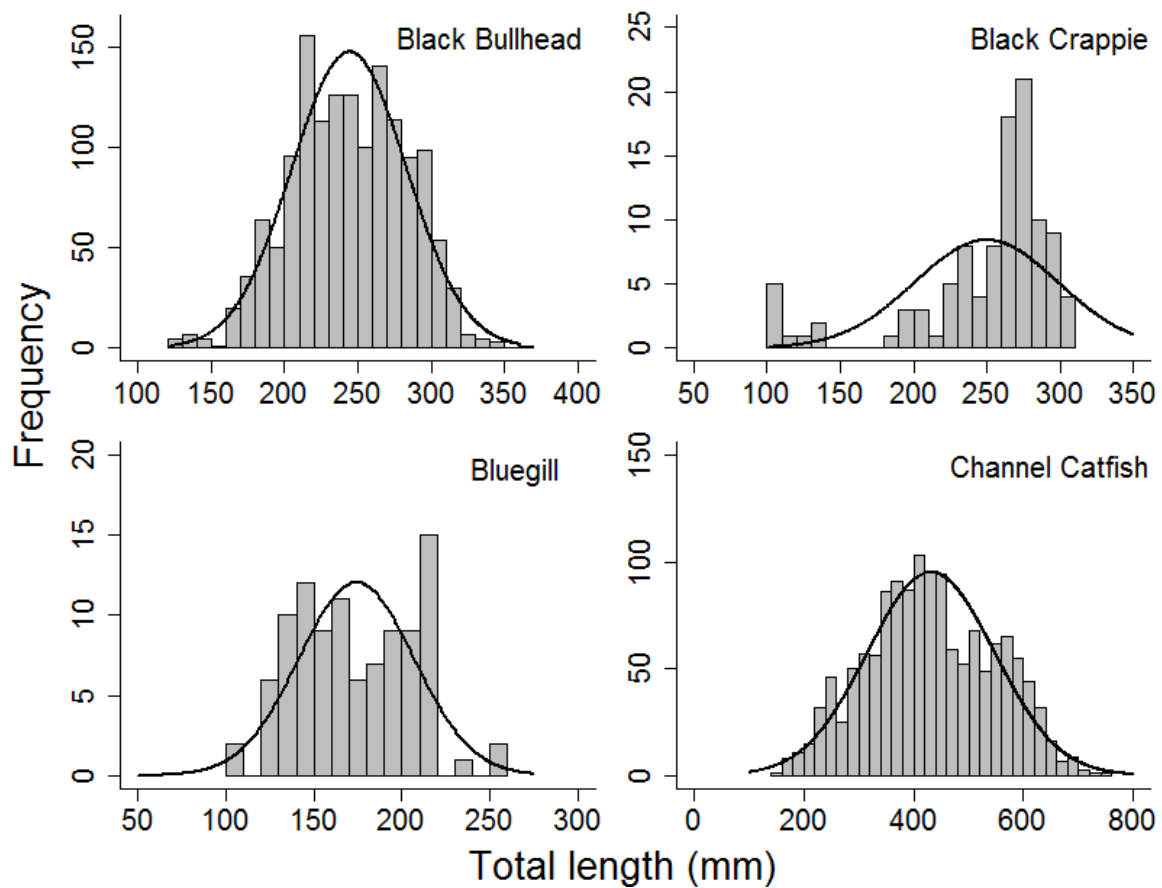 Black Bullhead
150
100
50
0
100 150 200 250 300 350 400
Black Crappie
25
20
15
10
5
0
50 100 150 200 250 300 350
Frequency
Bluegill
20
15
10
5
0
50 100 150 200 250 300
Channel Catfish
150
100
50
0
0 200 400 600 800
Total length (mm)